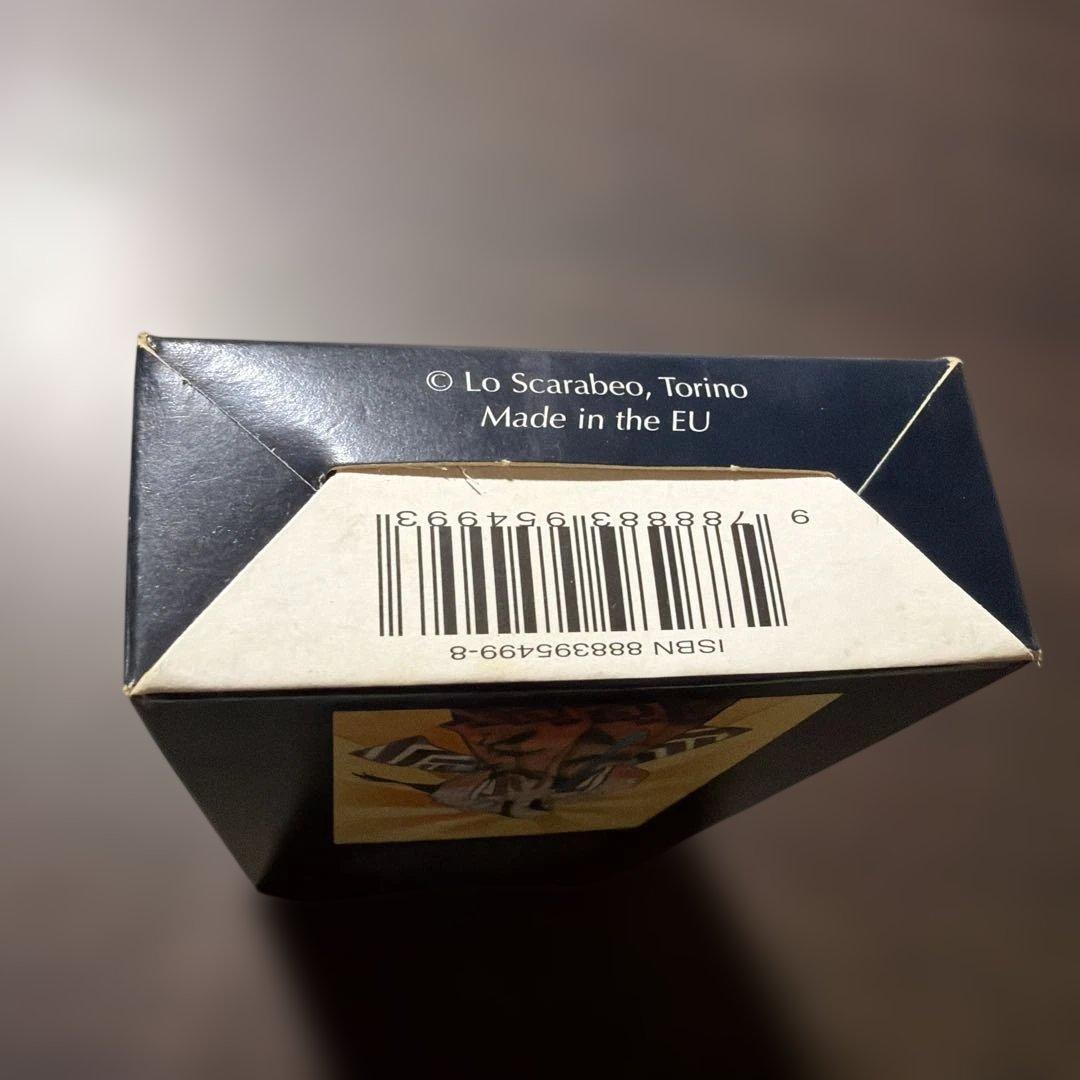 © Lo Scarabeo, Torino
Made in the EU
ISBN 888395499-8
9 788883 954993